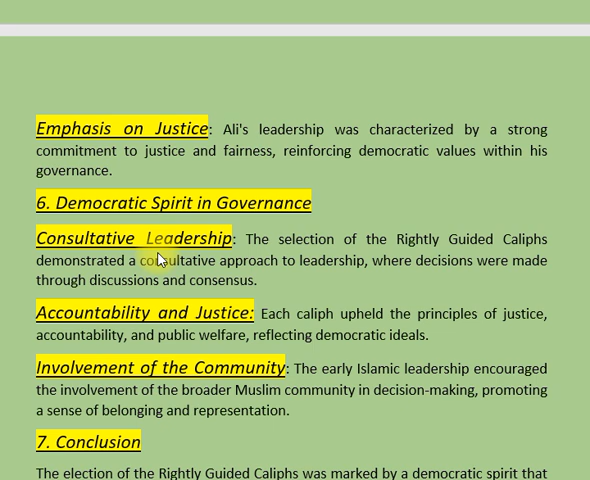 Emphasis on Justice: Ali's leadership was characterized by a strong
commitment to justice and fairness, reinforcing democratic values within his
governance.
6. Democratic Spirit in Governance
Consultative Leadership: The selection of the Rightly Guided Caliphs
demonstrated a consultative approach to leadership, where decisions were made
through discussions and consensus.
Accountability and Justice: Each caliph upheld the principles of justice,
accountability, and public welfare, reflecting democratic ideals.
Involvement of the Community: The early Islamic leadership encouraged
the involvement of the broader Muslim community in decision-making, promoting
a sense of belonging and representation.
7. Conclusion
The election of the Rightly Guided Caliphs was marked by a democratic spirit that